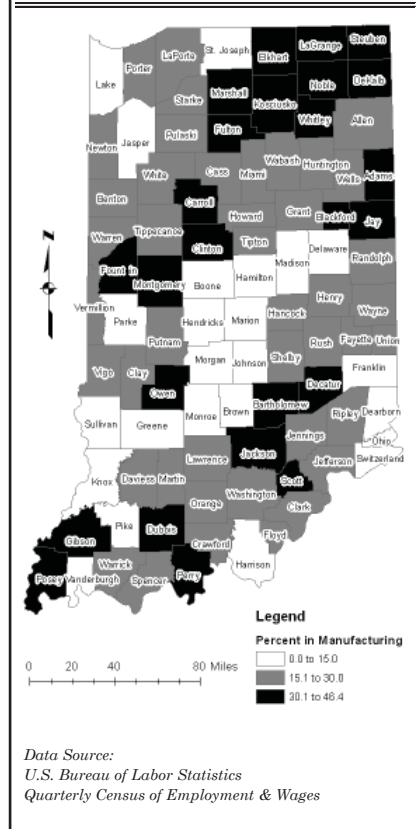 Steuben
LaGrange
Elkhart
St. Joseph
LaPorte
Porter
Lake
DeKalb
Noble
Marshall
Kosciusko
Starke
Whitley
Allen
Fulton
Pulaski
Jasper
Newton
Wabash
Huntington
Cass
Miami
White
Wells
Adams
Benton
Carroll
Howard
Grant
Blackford
Jay
Warren
Tippecanoe
Clinton
Tipton
Delaware
Madison
Randolph
Fountain
Montgomery
Boone
Hamilton
Henry
Vermillion
Parke
Hendricks
Marion
Hancock
Wayne
Putnam
Rush
Fayette
Union
Morgan
Johnson
Shelby
Vigo
Clay
Franklin
Owen
Decatur
Monroe
Brown
Bartholomew
Ripley
Dearborn
Sullivan
Greene
Jennings
Ohio
Jackson
Lawrence
Jefferson
Switzerland
Knox
Daviess
Martin
Scott
Washington
Orange
Clark
Pike
Dubois
Gibson
Floyd
Crawford
Harrison
Warrick
Posey
Vanderburgh
Spencer
Perry
N
Legend
Percent in Manufacturing
0.0 to 15.0
15.1 to 30.0
30.1 to 46.4
0 20 40 80 Miles
Data Source:
U.S. Bureau of Labor Statistics
Quarterly Census of Employment & Wages